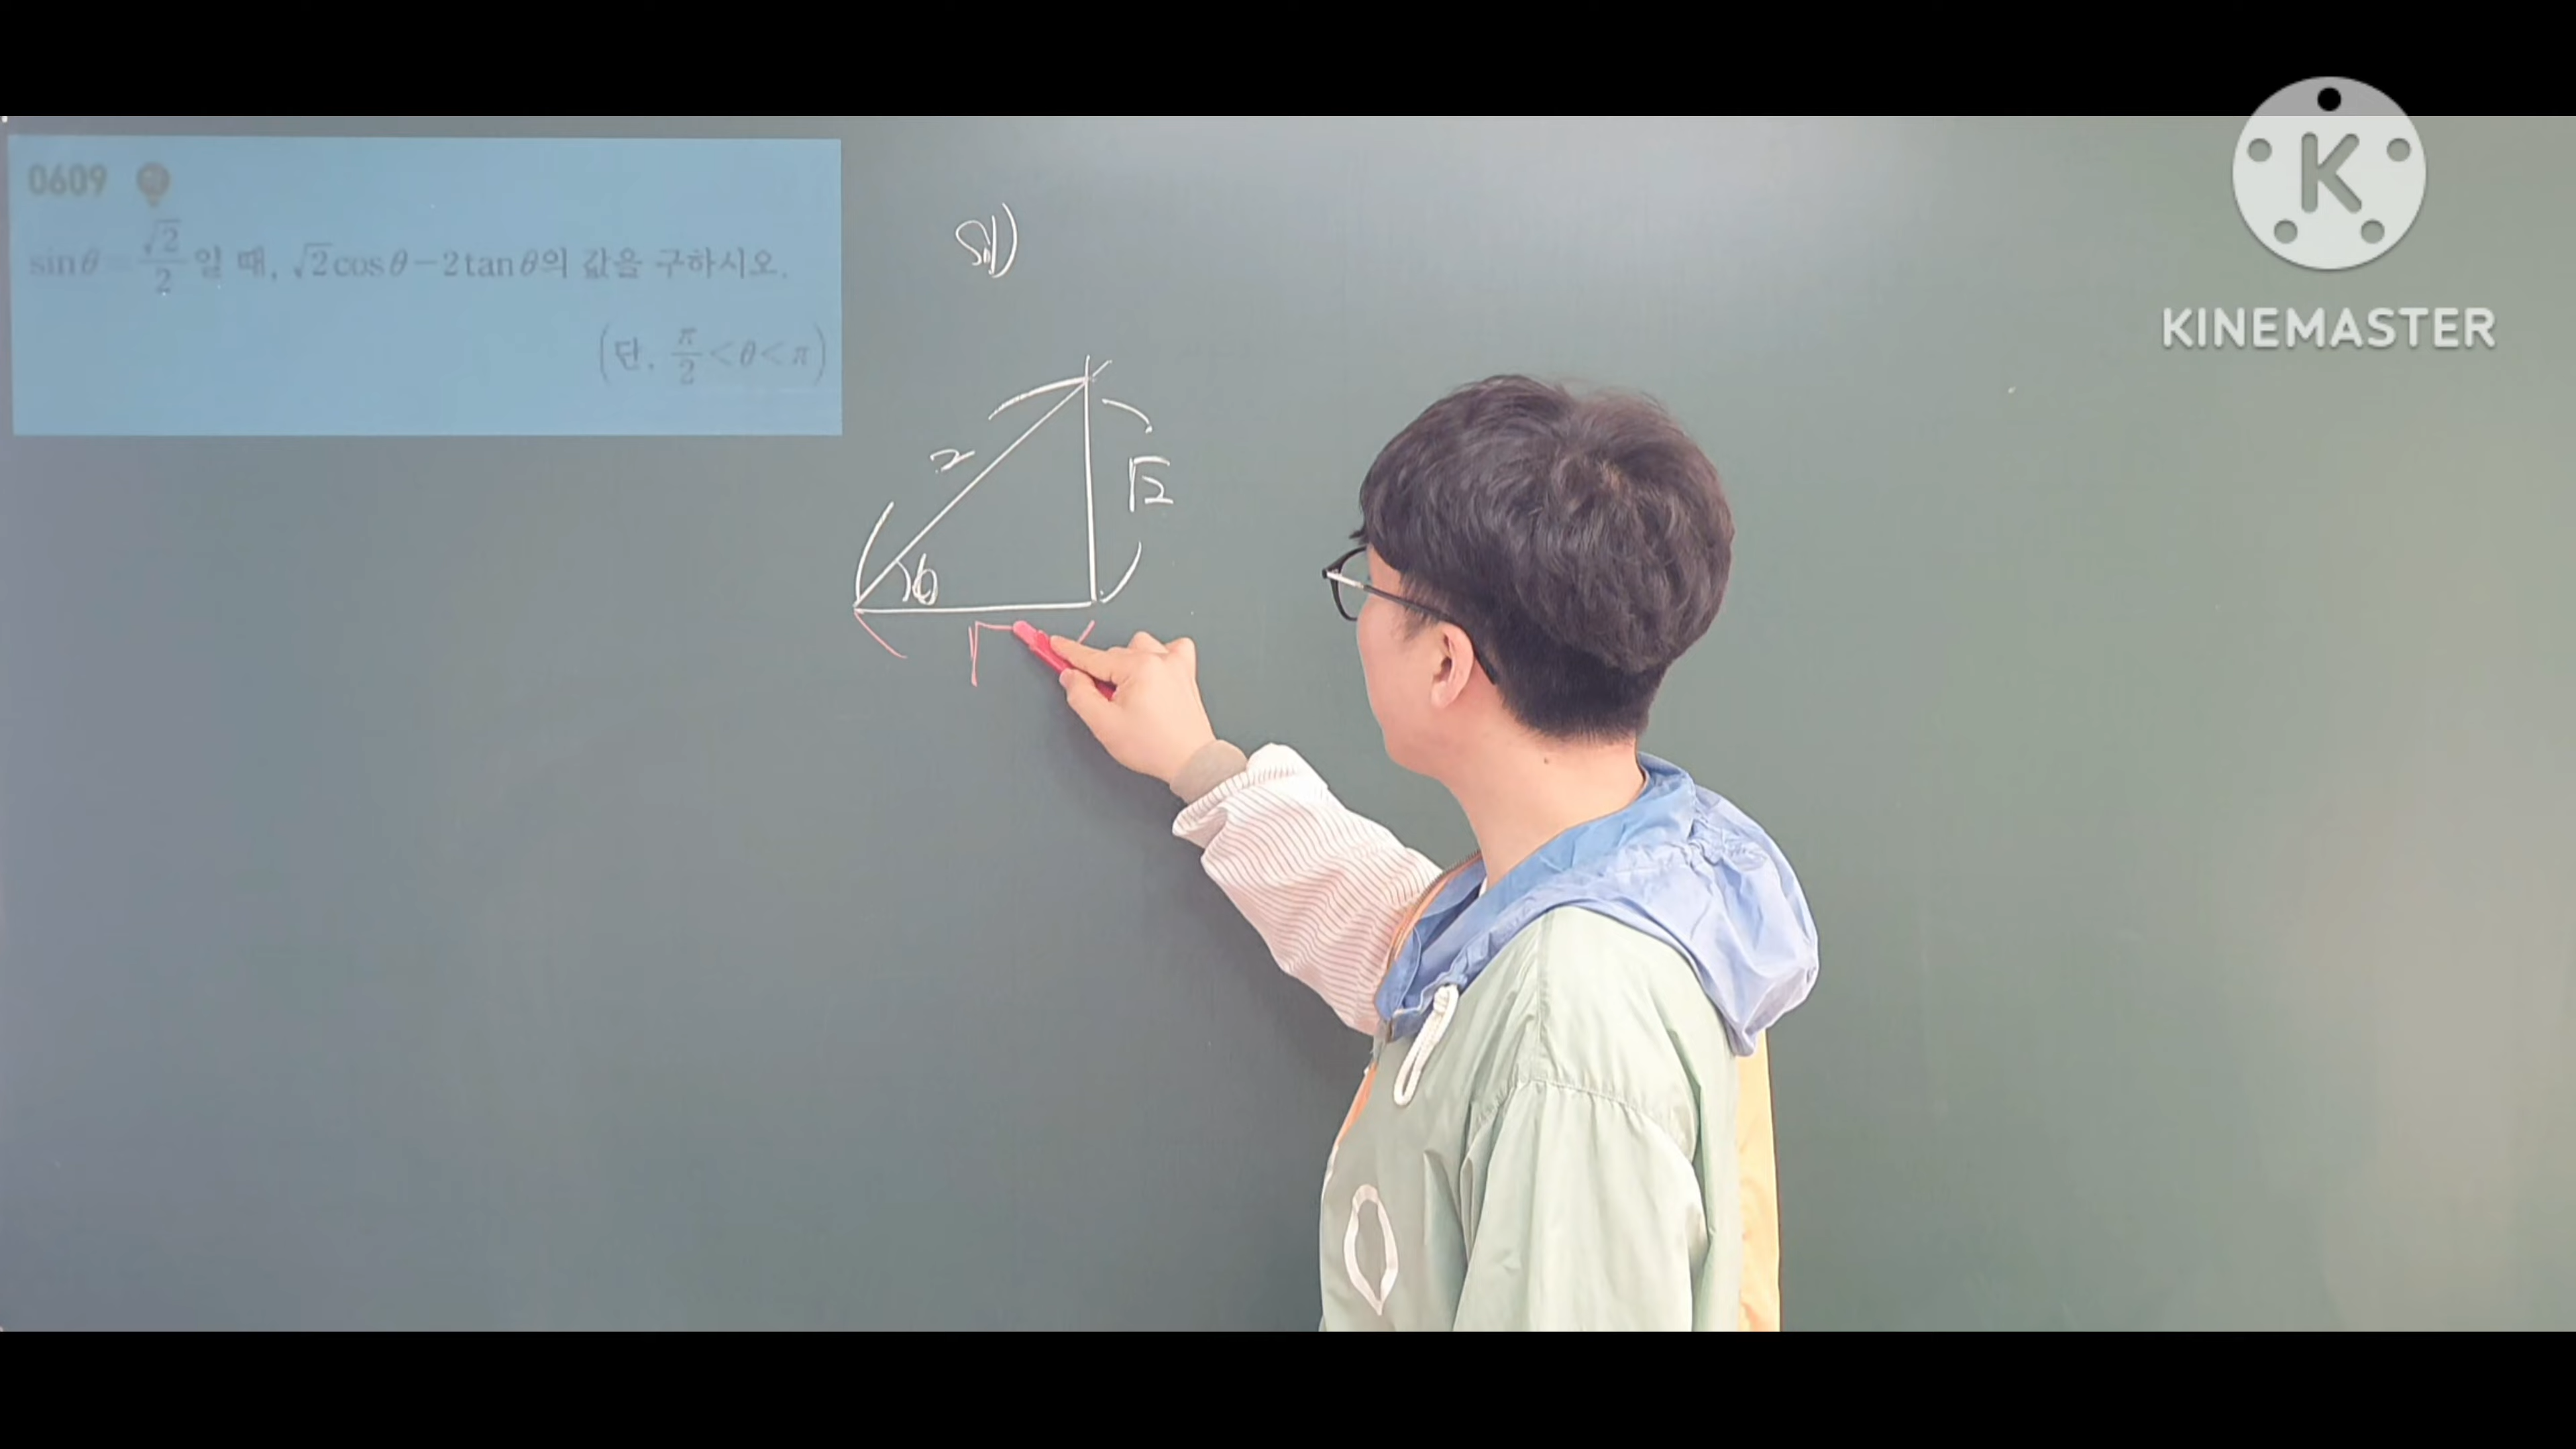 0609
sinθ = √2/2 일 때, √2cosθ−2tanθ의 값을 구하시오.
(단, π/2<θ<π)
Sol)
2
√2
θ
K
KINEMASTER